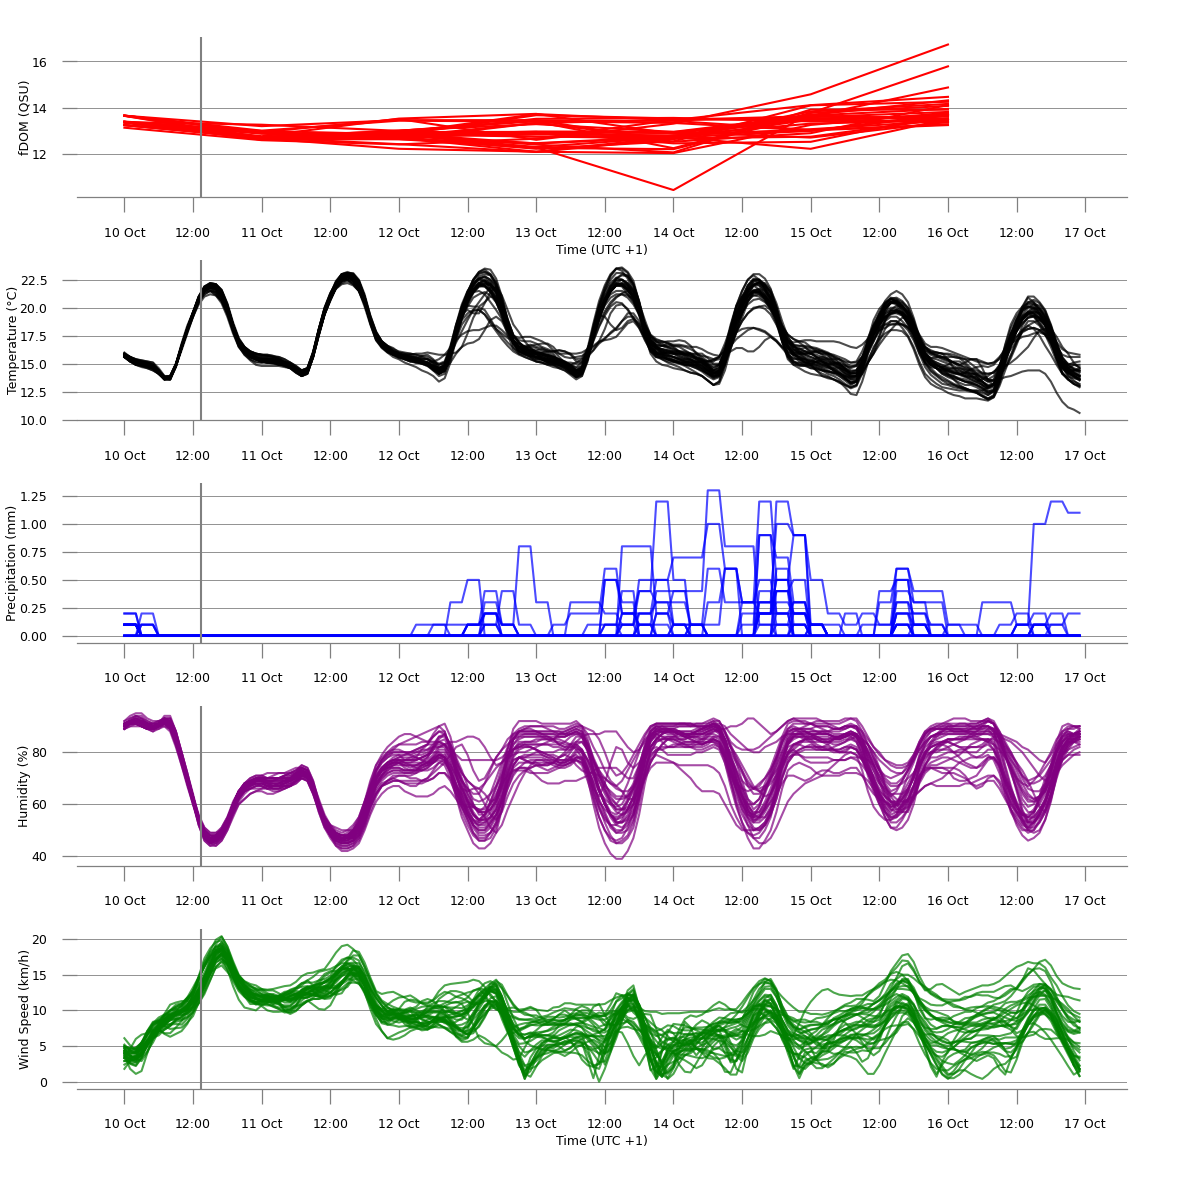 fDOM (QSU)
16
14
12
10 Oct 12:00 11 Oct 12:00 12 Oct 12:00 13 Oct 12:00 14 Oct 12:00 15 Oct 12:00 16 Oct 12:00 17 Oct
Time (UTC +1)
Temperature (°C)
22.5
20.0
17.5
15.0
12.5
10.0
10 Oct 12:00 11 Oct 12:00 12 Oct 12:00 13 Oct 12:00 14 Oct 12:00 15 Oct 12:00 16 Oct 12:00 17 Oct
Precipitation (mm)
1.25
1.00
0.75
0.50
0.25
0.00
10 Oct 12:00 11 Oct 12:00 12 Oct 12:00 13 Oct 12:00 14 Oct 12:00 15 Oct 12:00 16 Oct 12:00 17 Oct
Humidity (%)
80
60
40
10 Oct 12:00 11 Oct 12:00 12 Oct 12:00 13 Oct 12:00 14 Oct 12:00 15 Oct 12:00 16 Oct 12:00 17 Oct
Wind Speed (km/h)
20
15
10
5
0
10 Oct 12:00 11 Oct 12:00 12 Oct 12:00 13 Oct 12:00 14 Oct 12:00 15 Oct 12:00 16 Oct 12:00 17 Oct
Time (UTC +1)